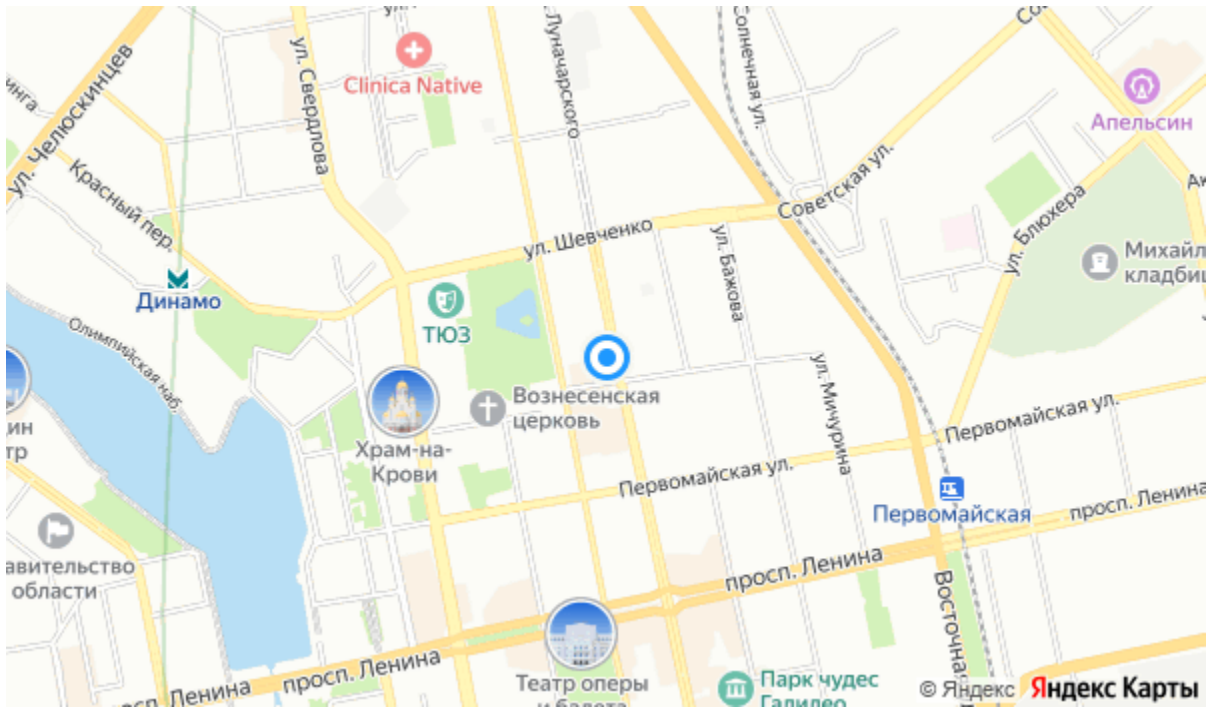 ул. Челюскинцев
ул. Свердлова
Clinica Native
Луначарского
Солнечная ул.
Апельсин
Советская ул.
ул. Блюхера
Красный пер.
ул. Шевченко
ул. Бажова
Динамо
ТЮЗ
Олимпийская наб.
ул. Мичурина
Вознесенская
церковь
Храм-на-
Крови
Первомайская ул.
Первомайская ул.
Первомайская
просп. Ленина
просп. Ленина
просп. Ленина
Ленина
области
Восточная
Театр оперы
и балета
Парк чудес
Галилео
© Яндекс Яндекс Карты